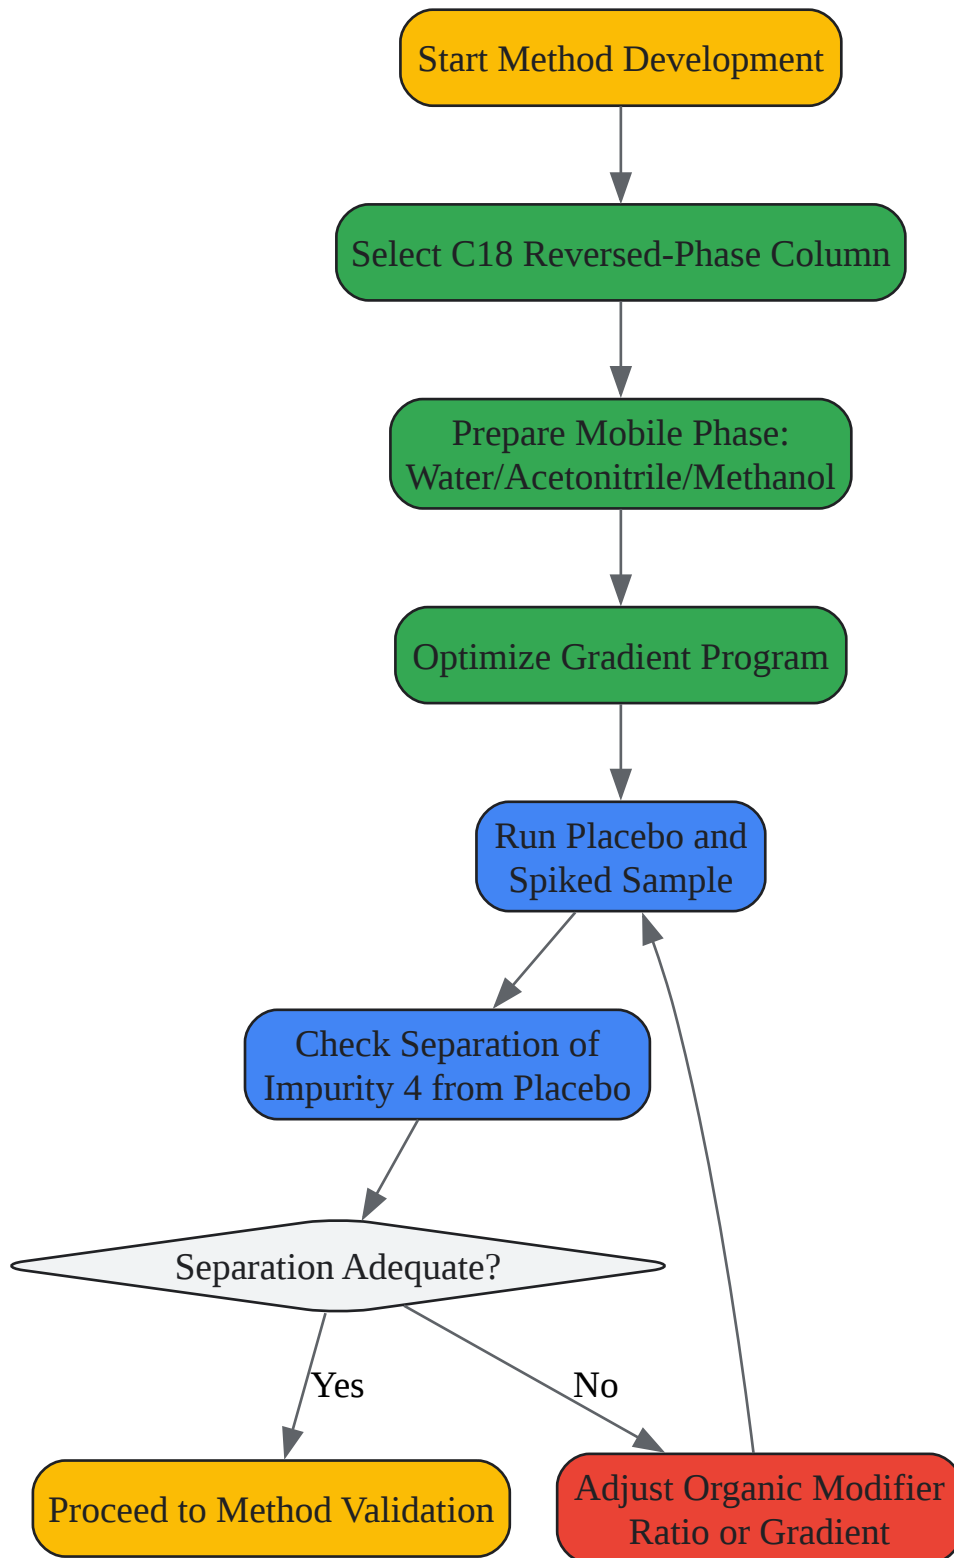 Start Method Development
Select C18 Reversed-Phase Column
Prepare Mobile Phase:
Water/Acetonitrile/Methanol
Optimize Gradient Program
Run Placebo and
Spiked Sample
Check Separation of
Impurity 4 from Placebo
Separation Adequate?
Yes
No
Proceed to Method Validation
Adjust Organic Modifier
Ratio or Gradient